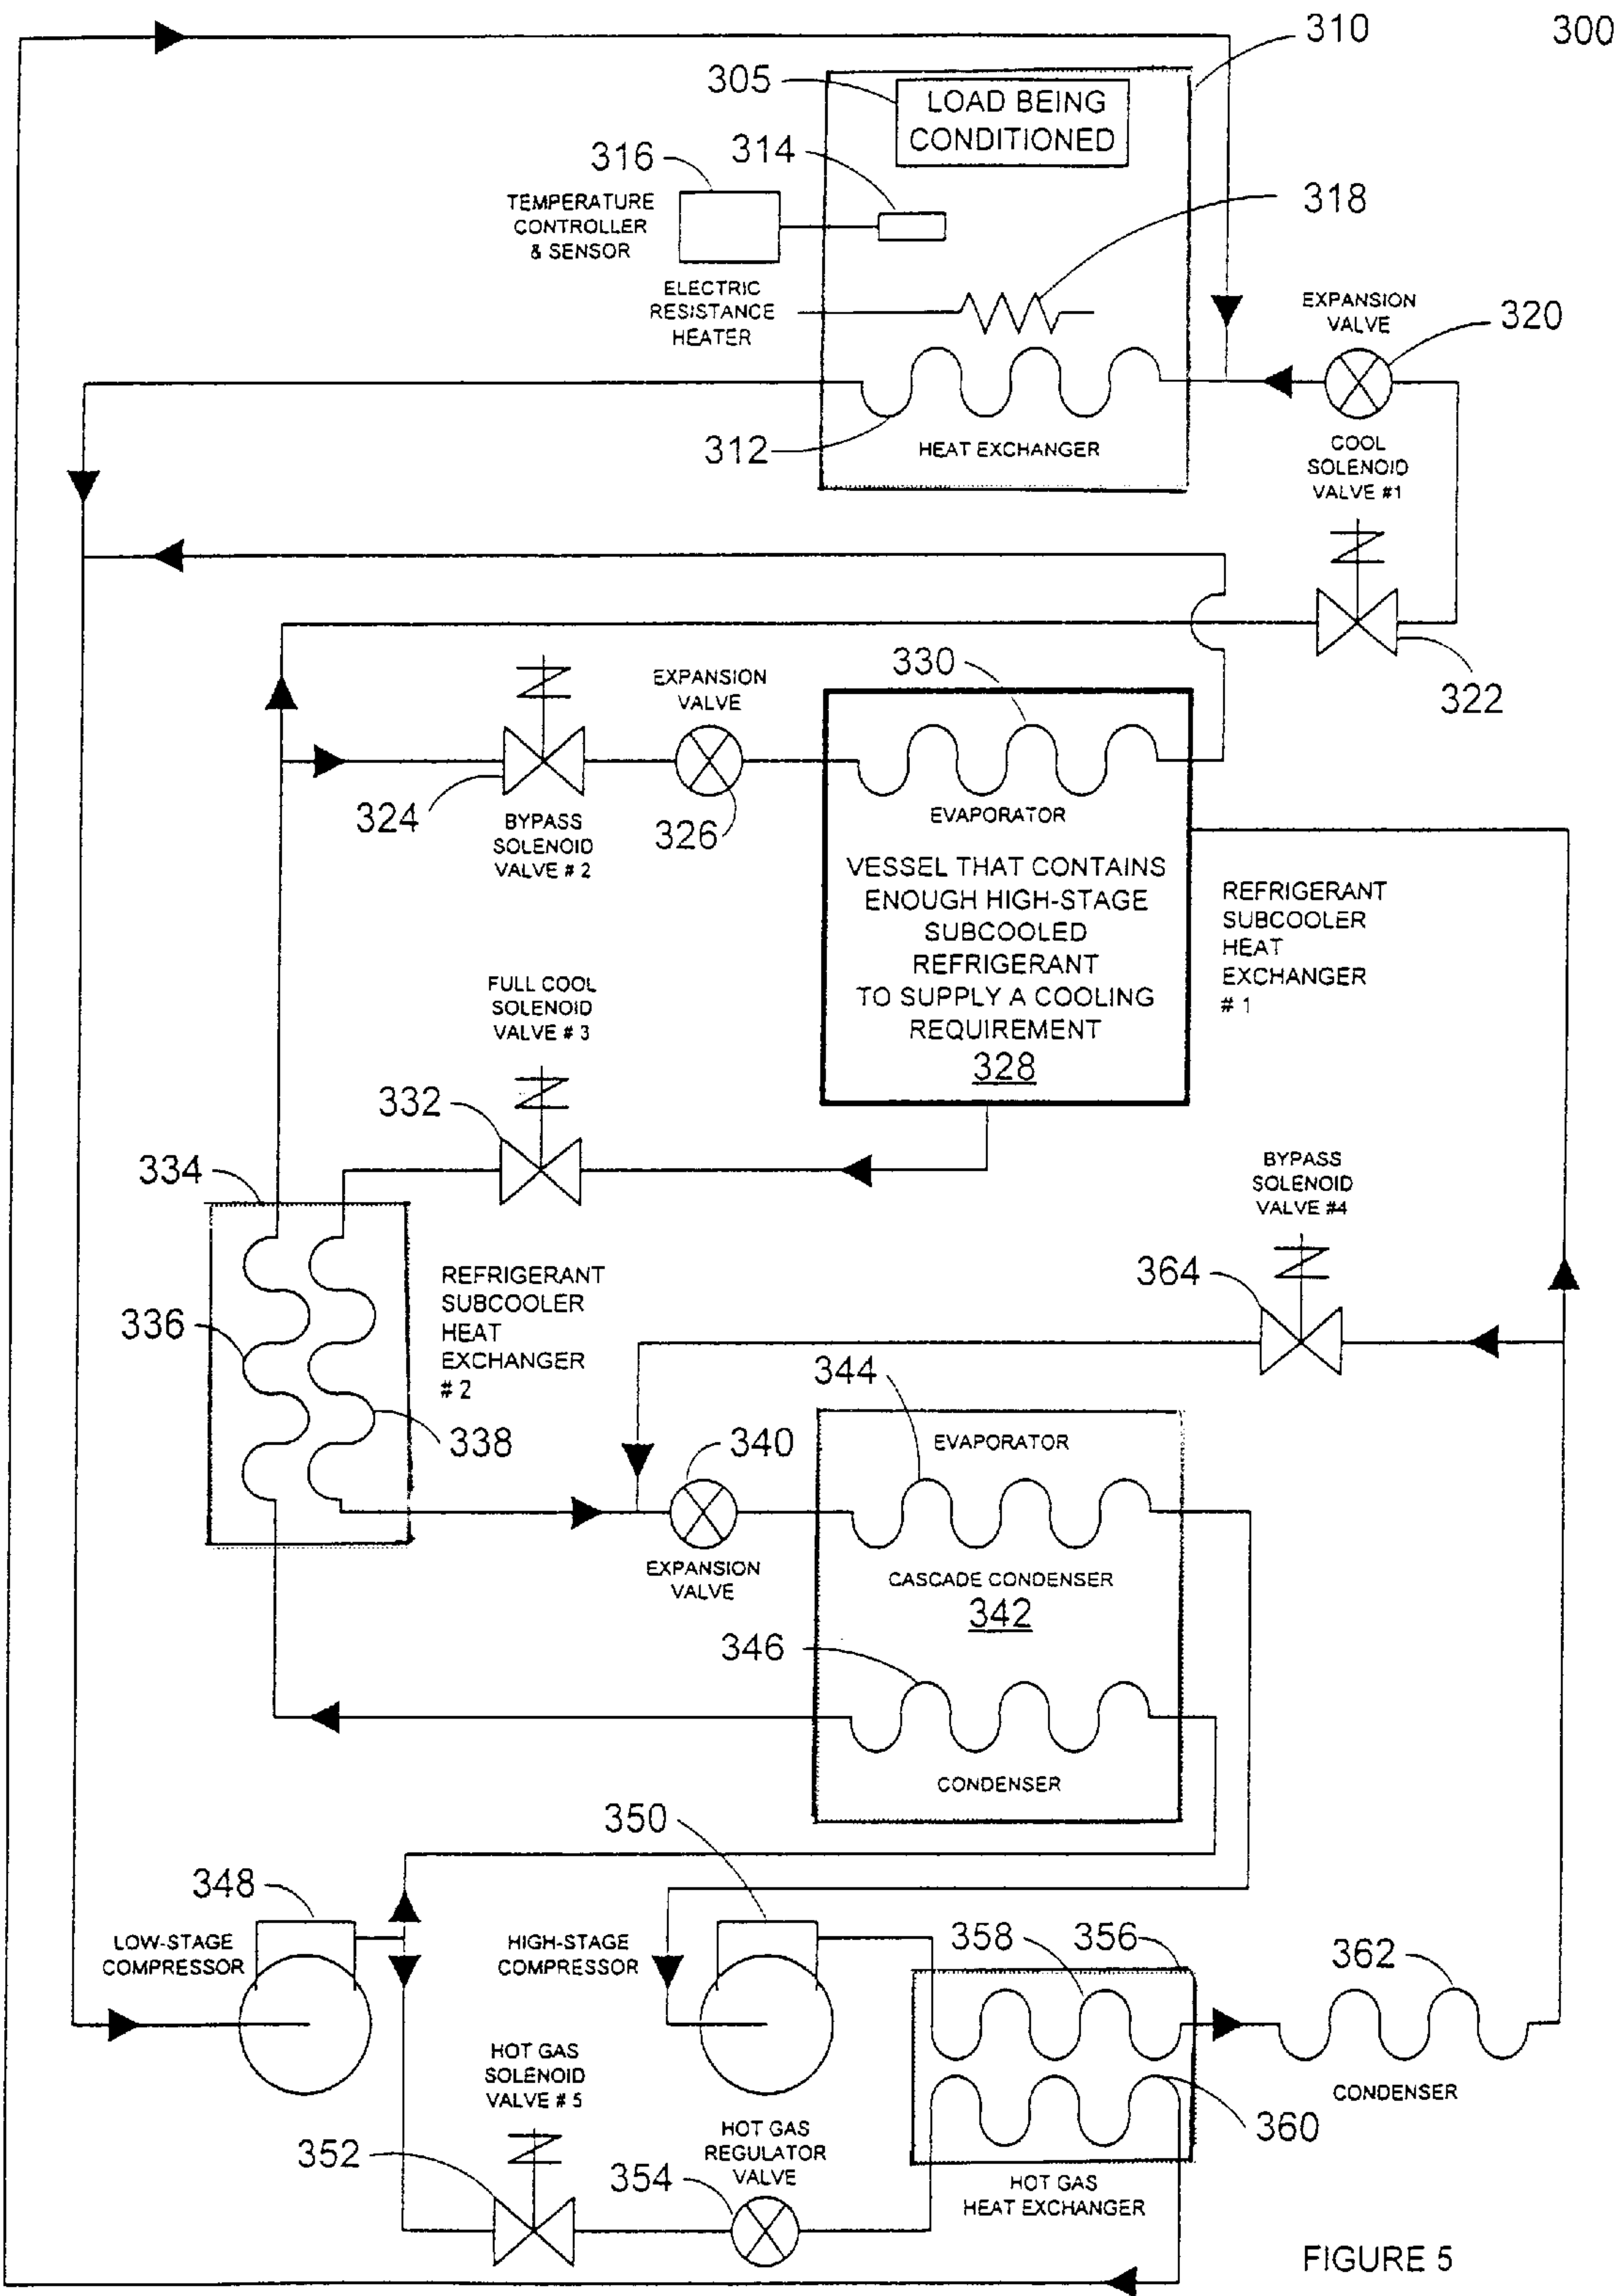 300
310
305
LOAD BEING
CONDITIONED
316
314
TEMPERATURE
CONTROLLER
& SENSOR
318
ELECTRIC
RESISTANCE
HEATER
EXPANSION
VALVE
320
312
HEAT EXCHANGER
COOL
SOLENOID
VALVE #1
322
330
EXPANSION
VALVE
324
BYPASS
SOLENOID
VALVE # 2
326
EVAPORATOR
VESSEL THAT CONTAINS
ENOUGH HIGH-STAGE
SUBCOOLED
REFRIGERANT
TO SUPPLY A COOLING
REQUIREMENT
328
REFRIGERANT
SUBCOOLER
HEAT
EXCHANGER
# 1
FULL COOL
SOLENOID
VALVE # 3
332
334
BYPASS
SOLENOID
VALVE #4
364
336
REFRIGERANT
SUBCOOLER
HEAT
EXCHANGER
# 2
338
344
340
EVAPORATOR
EXPANSION
VALVE
CASCADE CONDENSER
342
346
CONDENSER
350
348
LOW-STAGE
COMPRESSOR
HIGH-STAGE
COMPRESSOR
358
356
362
HOT GAS
SOLENOID
VALVE # 5
CONDENSER
352
HOT GAS
REGULATOR
VALVE
354
360
HOT GAS
HEAT EXCHANGER
FIGURE 5